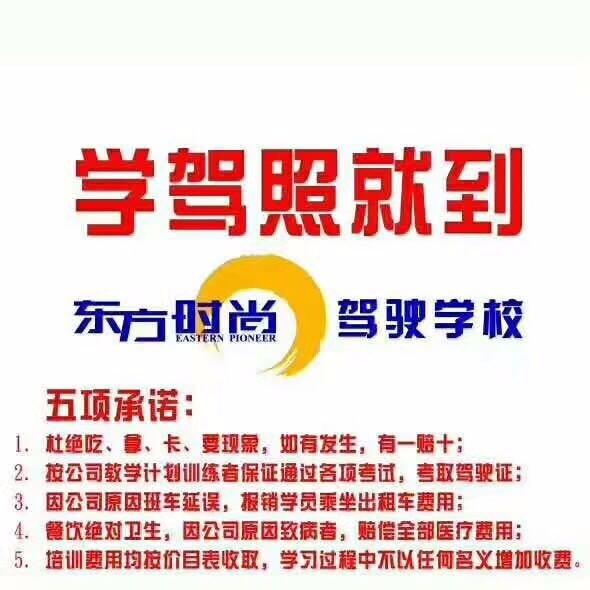 学驾照就到
东方时尚 驾驶学校
EASTERN PIONEER
五项承诺：
1. 杜绝吃、拿、卡、要现象，如有发生，有一赔十；
2. 按公司教学计划训练者保证通过各项考试，考取驾驶证；
3. 因公司原因班车延误，报销学员乘坐出租车费用；
4. 餐饮绝对卫生，因公司原因致病者，赔偿全部医疗费用；
5. 培训费用均按价目表收取，学习过程中不以任何名义增加收费。